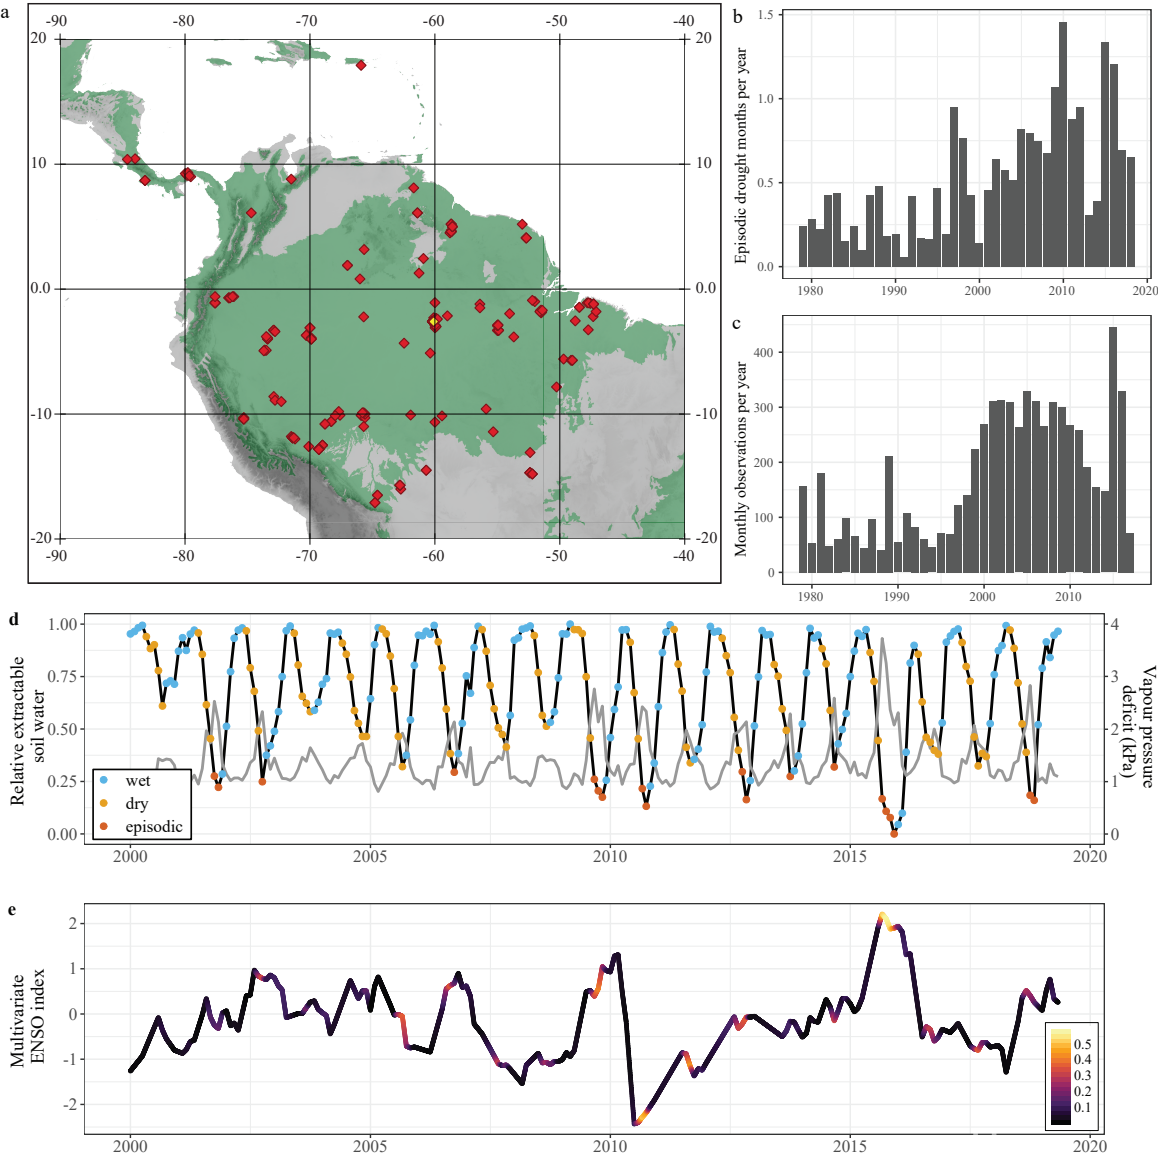 a
-90 -80 -70 -60 -50 -40
20 20
10 10
0.0 0.0
-10 -10
-20 -20
-90 -80 -70 -60 -50 -40
b
Episodic drought months per year
1.5
1.0
0.5
0.0
1980 1990 2000 2010 2020
c
Monthly observations per year
400
300
200
100
0
1980 1990 2000 2010
d
Relative extractable
soil water
1.00
0.75
0.50
0.25
0.00
wet
dry
episodic
4
3
2
1
0
Vapour pressure
deficit (kPa)
2000 2005 2010 2015 2020
e
Multivariate
ENSO index
2
1
0
-1
-2
0.5
0.4
0.3
0.2
0.1
2000 2005 2010 2015 2020